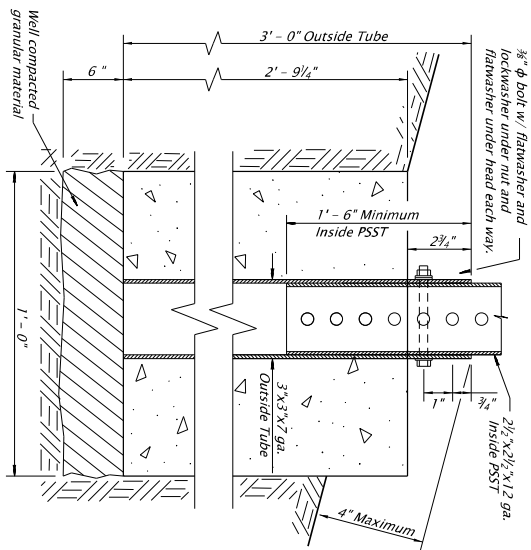 3' - 0" Outside Tube
2' - 9¼"
6 "
Well compacted
granular material
⅜" ϕ bolt w/ flatwasher and
lockwasher under nut and
flatwasher under head each way.
1' - 6" Minimum
Inside PSST
2¾"
1' - 0"
3"x3"x7 ga.
Outside Tube
1"
¾"
2½"x2½"x12 ga.
Inside PSST
4" Maximum